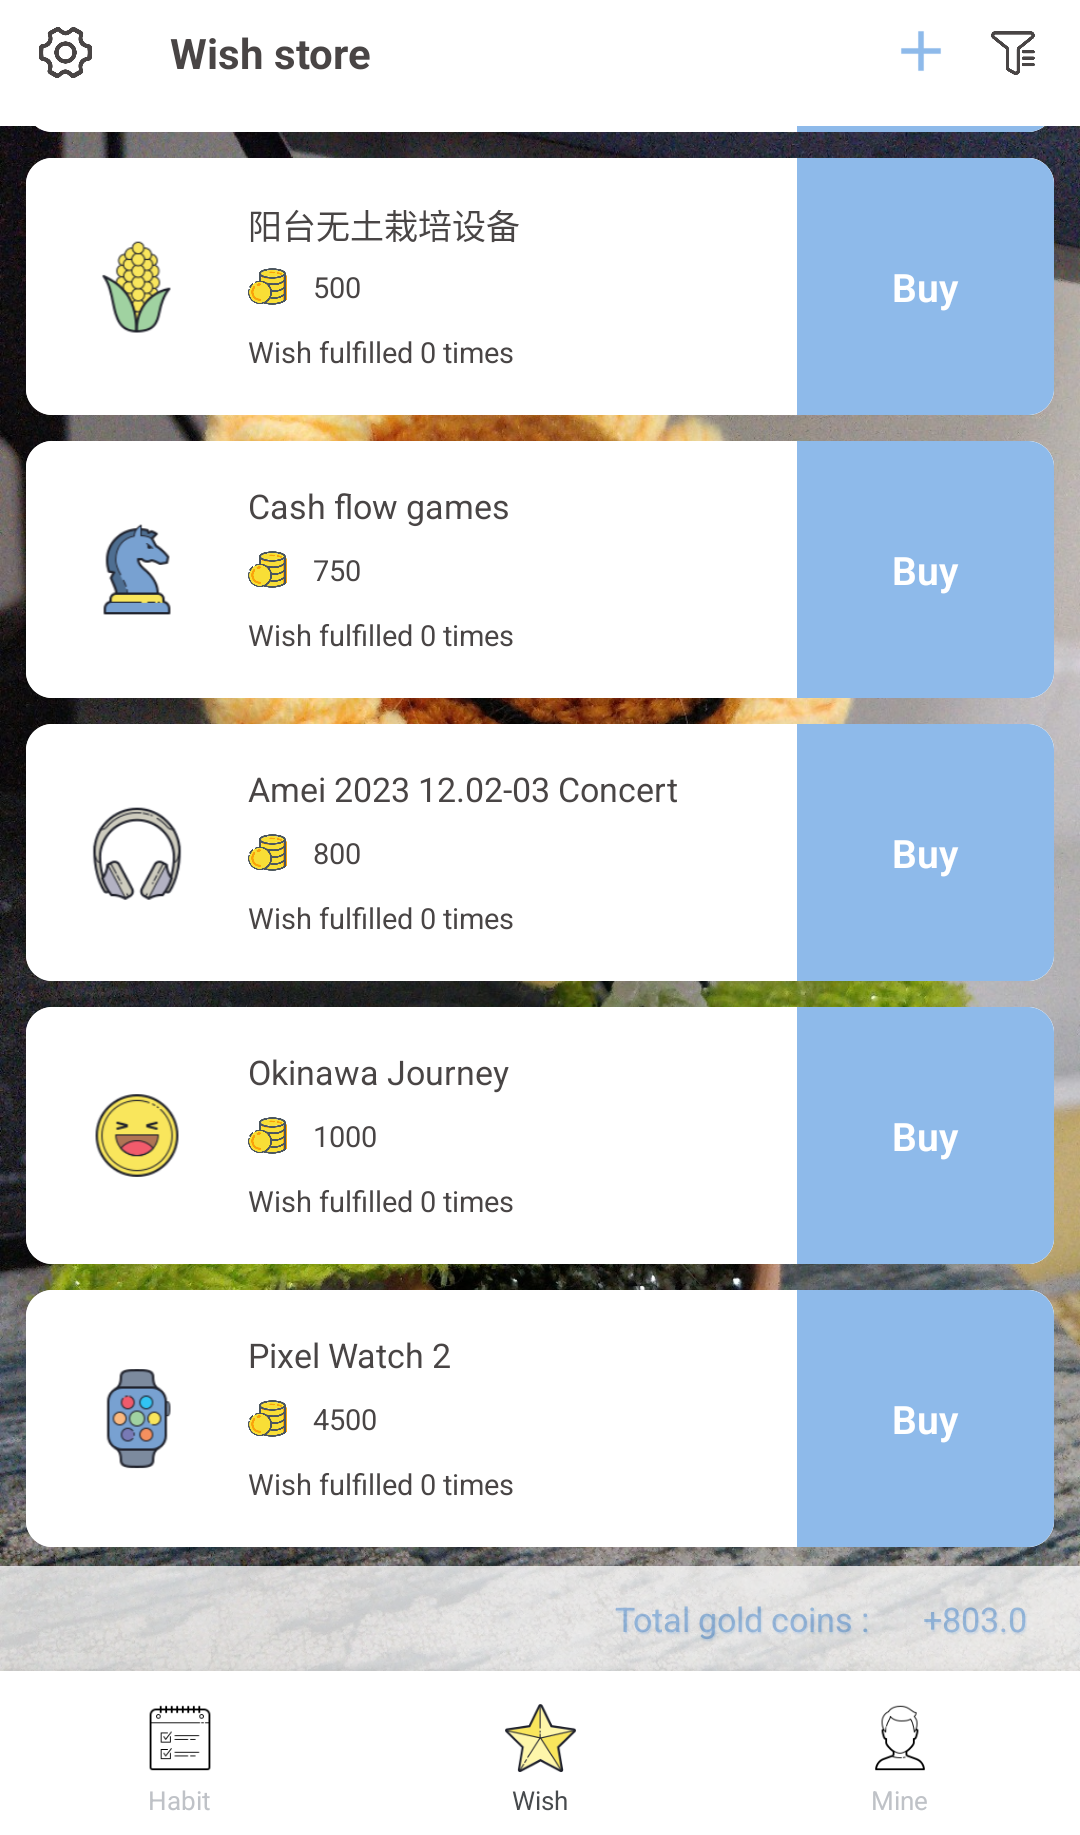 Wish store
阳台无土栽培设备
500
Wish fulfilled 0 times
Buy
Cash flow games
750
Wish fulfilled 0 times
Buy
Amei 2023 12.02-03 Concert
800
Wish fulfilled 0 times
Buy
Okinawa Journey
1000
Wish fulfilled 0 times
Buy
Pixel Watch 2
4500
Wish fulfilled 0 times
Buy
Total gold coins : +803.0
Habit
Wish
Mine